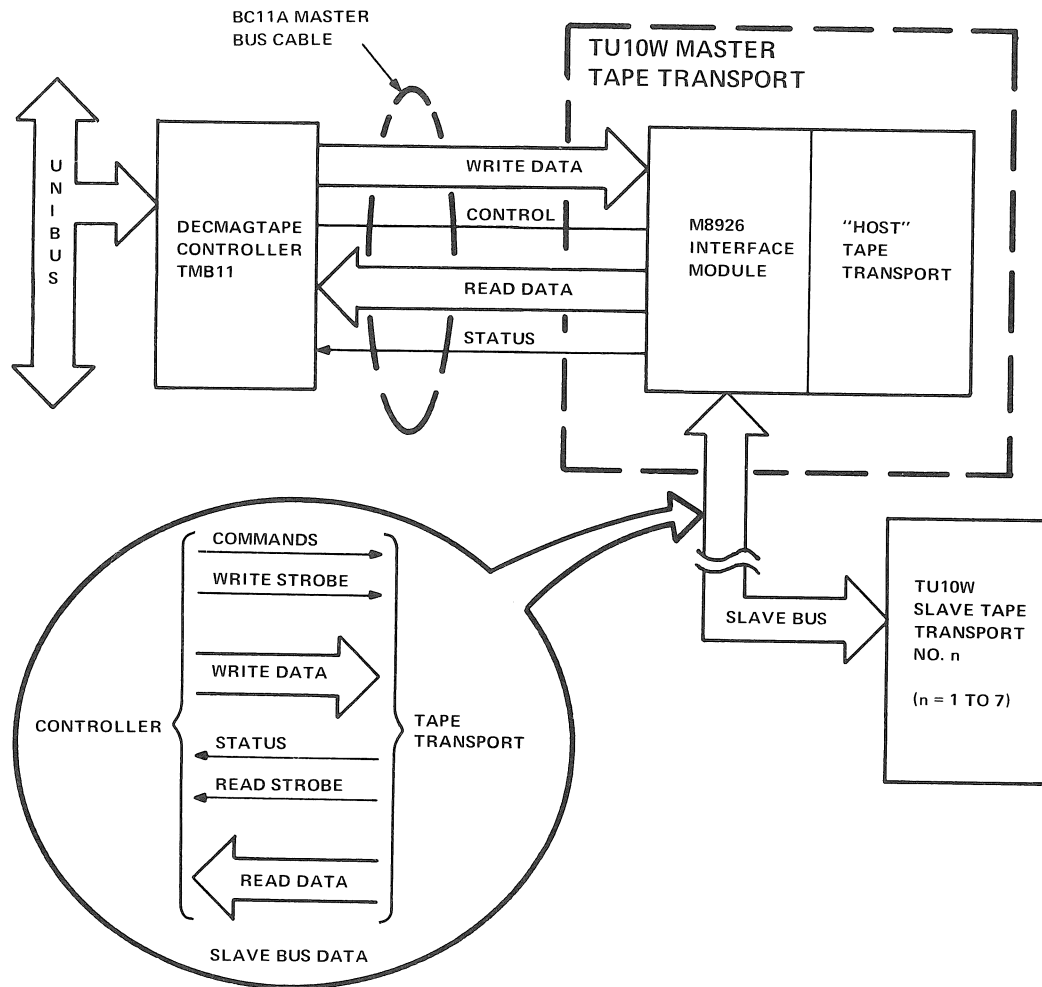 BC11A MASTER
BUS CABLE
TU10W MASTER
TAPE TRANSPORT
UNIBUS
DECMAGTAPE
CONTROLLER
TMB11
WRITE DATA
CONTROL
READ DATA
STATUS
M8926
INTERFACE
MODULE
"HOST"
TAPE
TRANSPORT
SLAVE BUS
TU10W
SLAVE TAPE
TRANSPORT
NO. n
(n = 1 TO 7)
COMMANDS
WRITE STROBE
WRITE DATA
CONTROLLER
TAPE
TRANSPORT
STATUS
READ STROBE
READ DATA
SLAVE BUS DATA